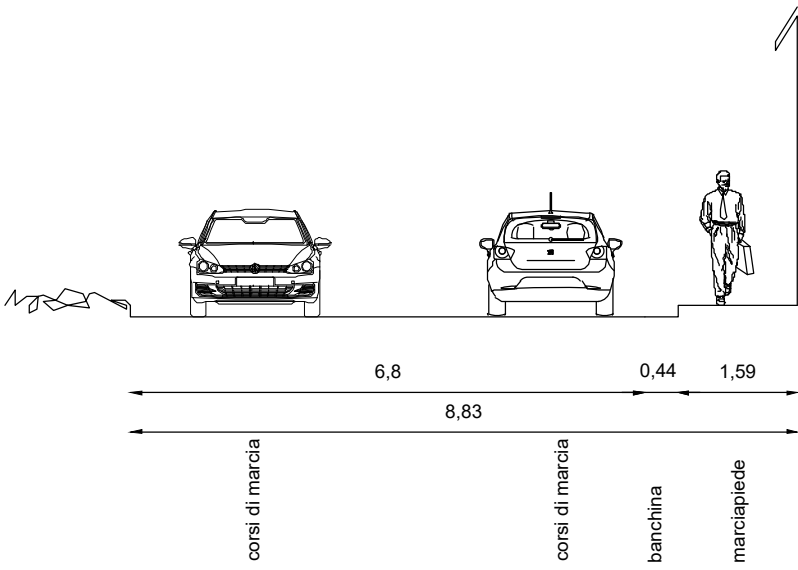 6,8
0,44
1,59
8,83
corsi di marcia
corsi di marcia
banchina
marciapiede